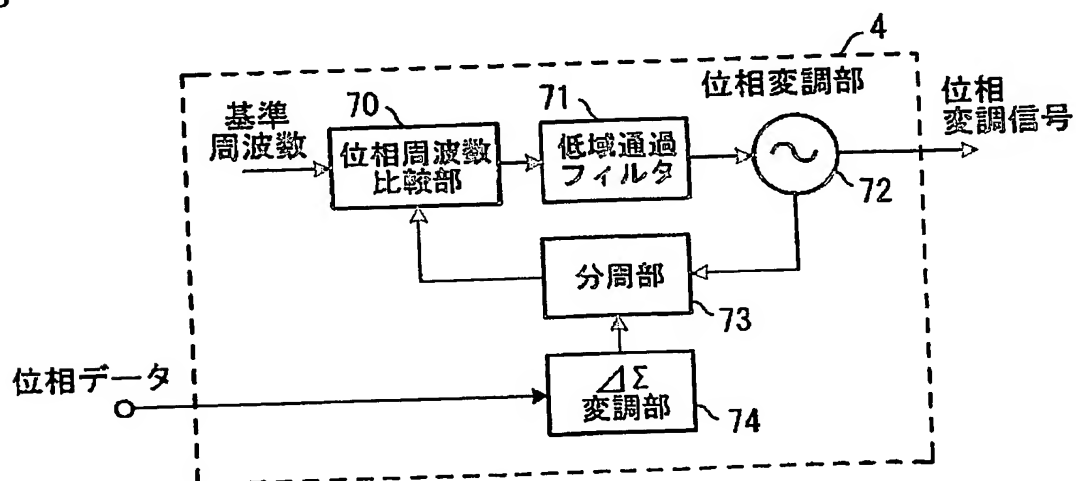 4
位相変調部
基準
周波数
70
位相周波数
比較部
71
低域通過
フィルタ
72
位相
変調信号
分周部
73
位相データ
ΔΣ
変調部
74